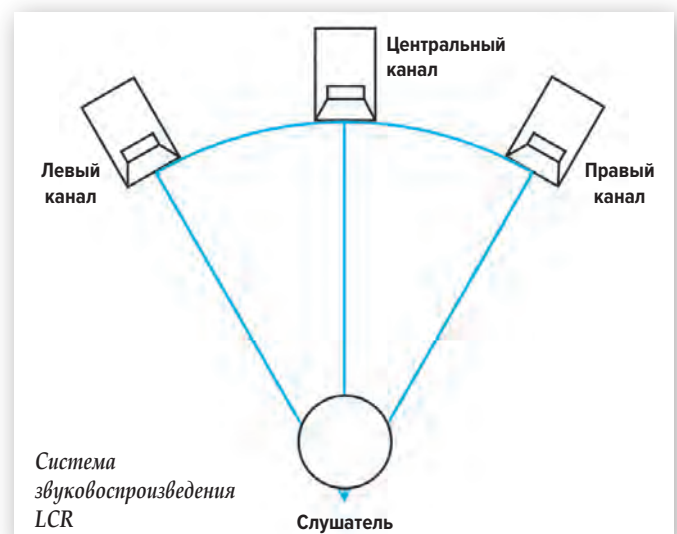 Центральный
канал
Левый
канал
Правый
канал
Система
звуковоспроизведения
LCR
Слушатель